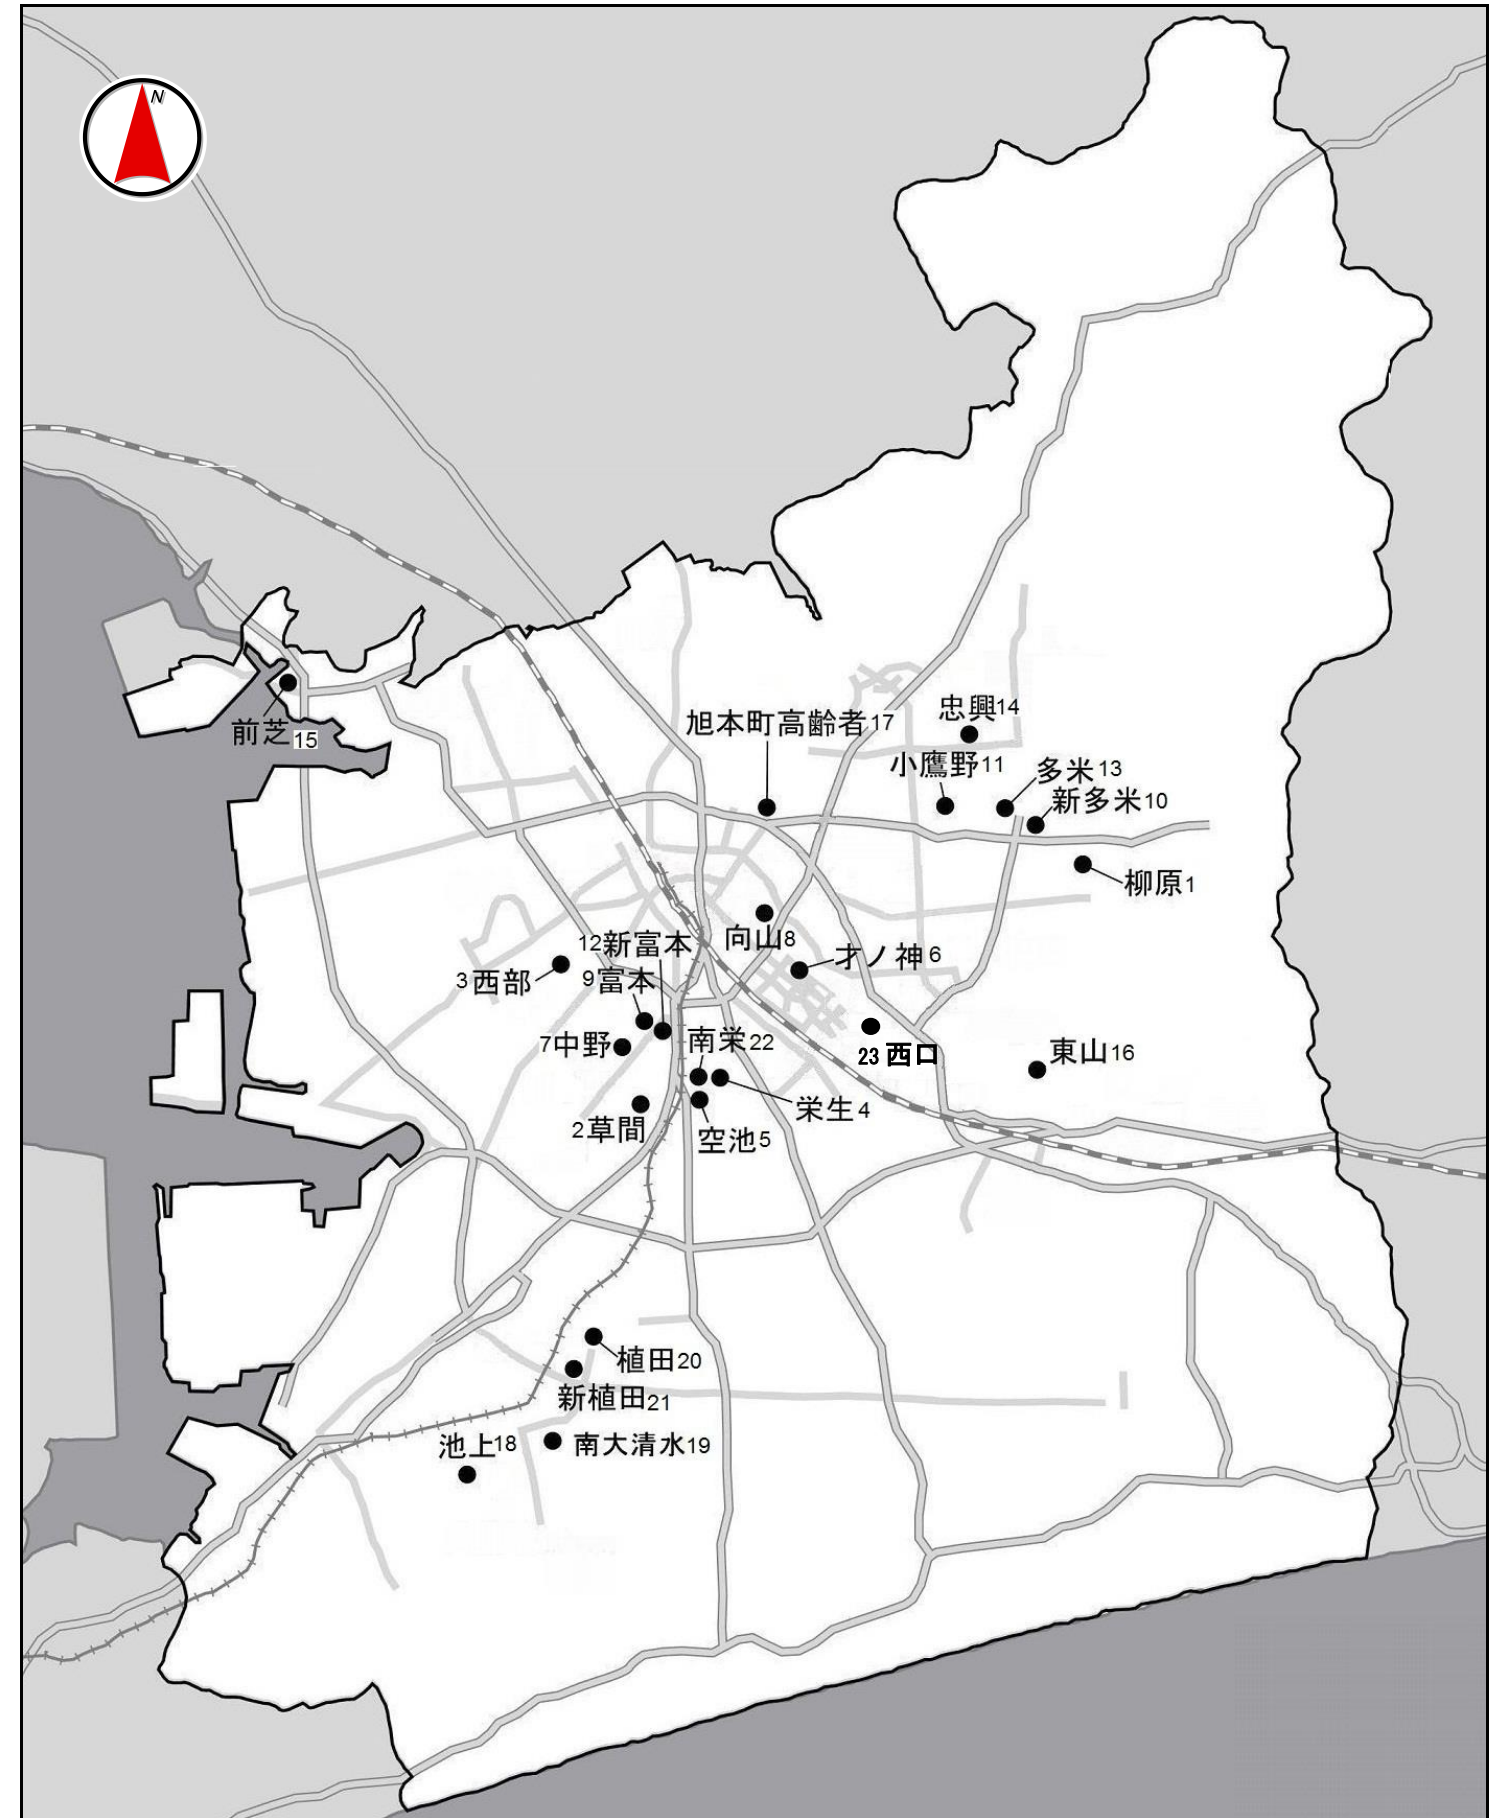 N
前芝15
旭本町高齢者17
忠興14
小鷹野11
多米13
新多米10
柳原1
向山8
才ノ神6
12新富本
3西部
9富本
7中野
南栄22
23西口
東山16
栄生4
2草間
空池5
植田20
新植田21
池上18
南大清水19